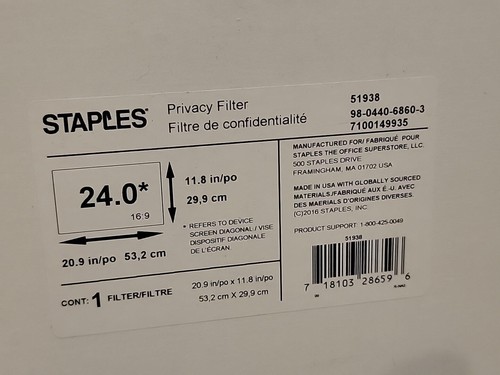 STAPLES
Privacy Filter
Filtre de confidentialité
51938
98-0440-6860-3
7100149935
24.0*
16:9
11.8 in/po
29,9 cm
* REFERS TO DEVICE
SCREEN DIAGONAL / VISE
DISPOSITIF DIAGONALE
DE L'ÉCRAN.
20.9 in/po 53,2 cm
CONT: 1 FILTER/FILTRE
20.9 in/po x 11.8 in/po
53,2 cm X 29,9 cm
MANUFACTURED FOR/ FABRIQUÉ POUR
STAPLES THE OFFICE SUPERSTORE, LLC.
500 STAPLES DRIVE
FRAMINGHAM, MA 01702 USA
MADE IN USA WITH GLOBALLY SOURCED
MATERIALS/FABRIQUÉ AUX É.-U. AVEC
DES MAERIALS D'ORIGINES DIVERSES.
(C)2016 STAPLES, INC
PRODUCT SUPPORT: 1-800-425-0049
51938
7 18103 28659 6